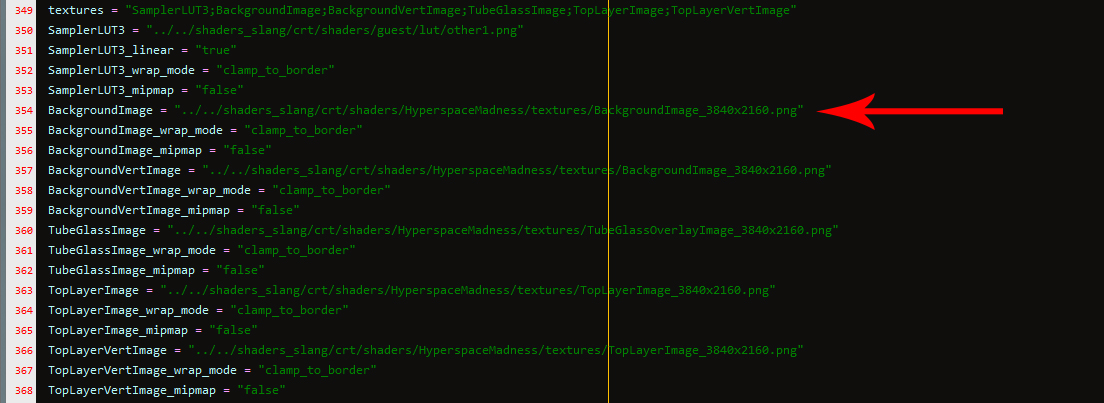 349 textures = "SamplerLUT3;BackgroundImage;BackgroundVertImage;TubeGlassImage;TopLayerImage;TopLayerVertImage"
350 SamplerLUT3 = "../../shaders_slang/crt/shaders/guest/lut/other1.png"
351 SamplerLUT3_linear = "true"
352 SamplerLUT3_wrap_mode = "clamp_to_border"
353 SamplerLUT3_mipmap = "false"
354 BackgroundImage = "../../shaders_slang/crt/shaders/HyperspaceMadness/textures/BackgroundImage_3840x2160.png"
355 BackgroundImage_wrap_mode = "clamp_to_border"
356 BackgroundImage_mipmap = "false"
357 BackgroundVertImage = "../../shaders_slang/crt/shaders/HyperspaceMadness/textures/BackgroundImage_3840x2160.png"
358 BackgroundVertImage_wrap_mode = "clamp_to_border"
359 BackgroundVertImage_mipmap = "false"
360 TubeGlassImage = "../../shaders_slang/crt/shaders/HyperspaceMadness/textures/TubeGlassOverlayImage_3840x2160.png"
361 TubeGlassImage_wrap_mode = "clamp_to_border"
362 TubeGlassImage_mipmap = "false"
363 TopLayerImage = "../../shaders_slang/crt/shaders/HyperspaceMadness/textures/TopLayerImage_3840x2160.png"
364 TopLayerImage_wrap_mode = "clamp_to_border"
365 TopLayerImage_mipmap = "false"
366 TopLayerVertImage = "../../shaders_slang/crt/shaders/HyperspaceMadness/textures/TopLayerImage_3840x2160.png"
367 TopLayerVertImage_wrap_mode = "clamp_to_border"
368 TopLayerVertImage_mipmap = "false"